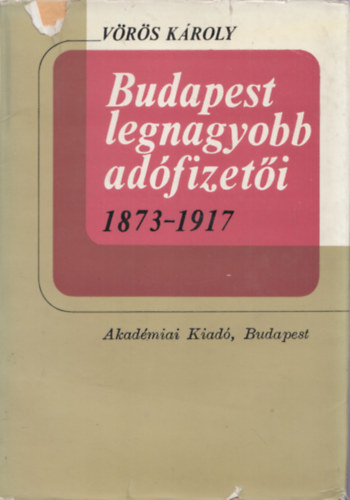 VÖRÖS KÁROLY
Budapest
legnagyobb
adófizetői
1873-1917
Akadémiai Kiadó, Budapest